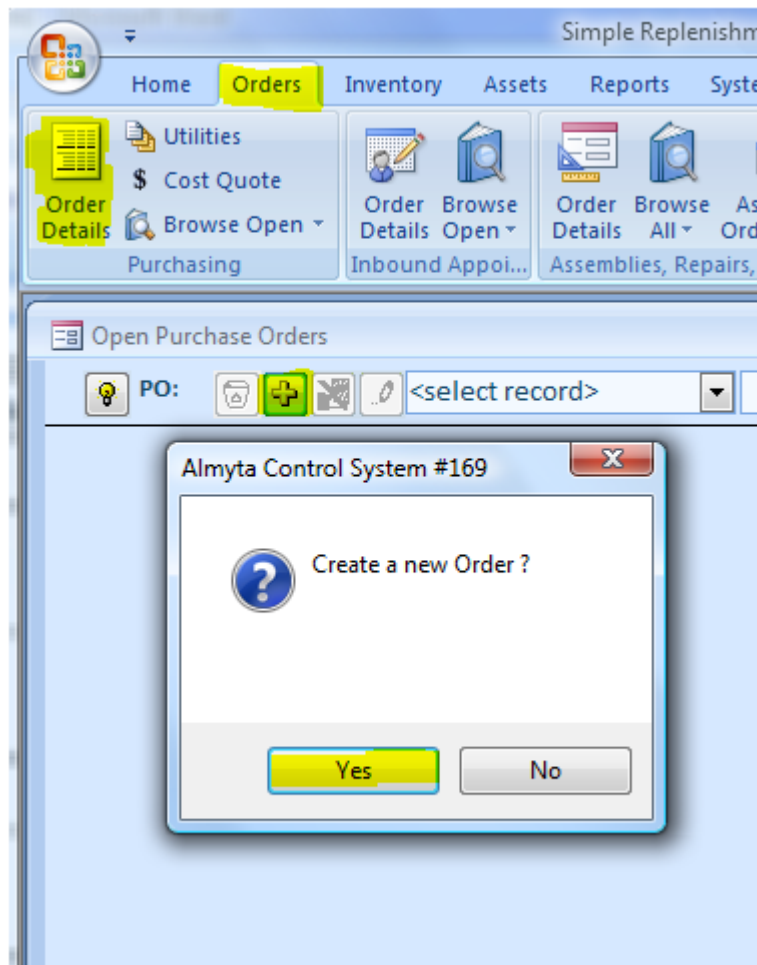 Simple Replenishm
Home Orders Inventory Assets Reports Syste
Utilities
$ Cost Quote
Browse Open
Order Details
Purchasing
Order Details
Browse Open
Inbound Appoi...
Order Details
Browse All
As
Ord
Assemblies, Repairs,
Open Purchase Orders
PO: <select record>
Almyta Control System #169
Create a new Order ?
Yes No